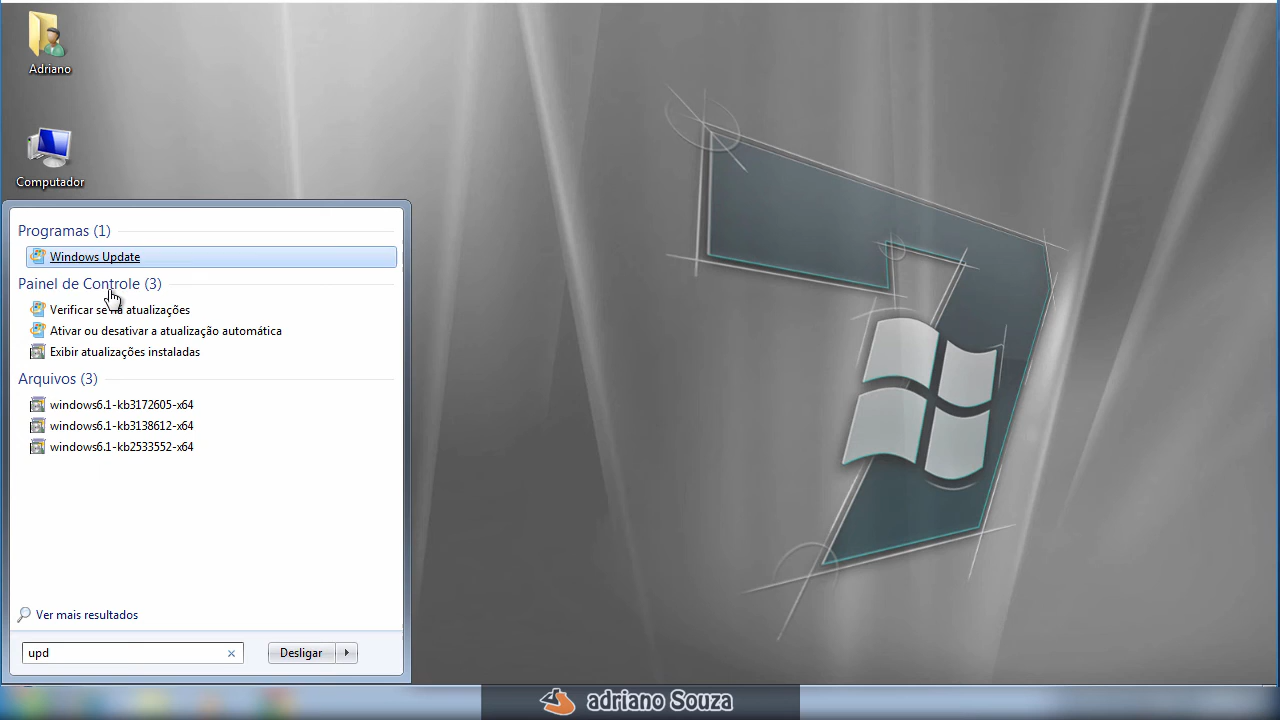 Adriano
Computador
Programas (1)
Windows Update
Painel de Controle (3)
Verificar se há atualizações
Ativar ou desativar a atualização automática
Exibir atualizações instaladas
Arquivos (3)
windows6.1-kb3172605-x64
windows6.1-kb3138612-x64
windows6.1-kb2533552-x64
Ver mais resultados
upd
Desligar
adriano Souza